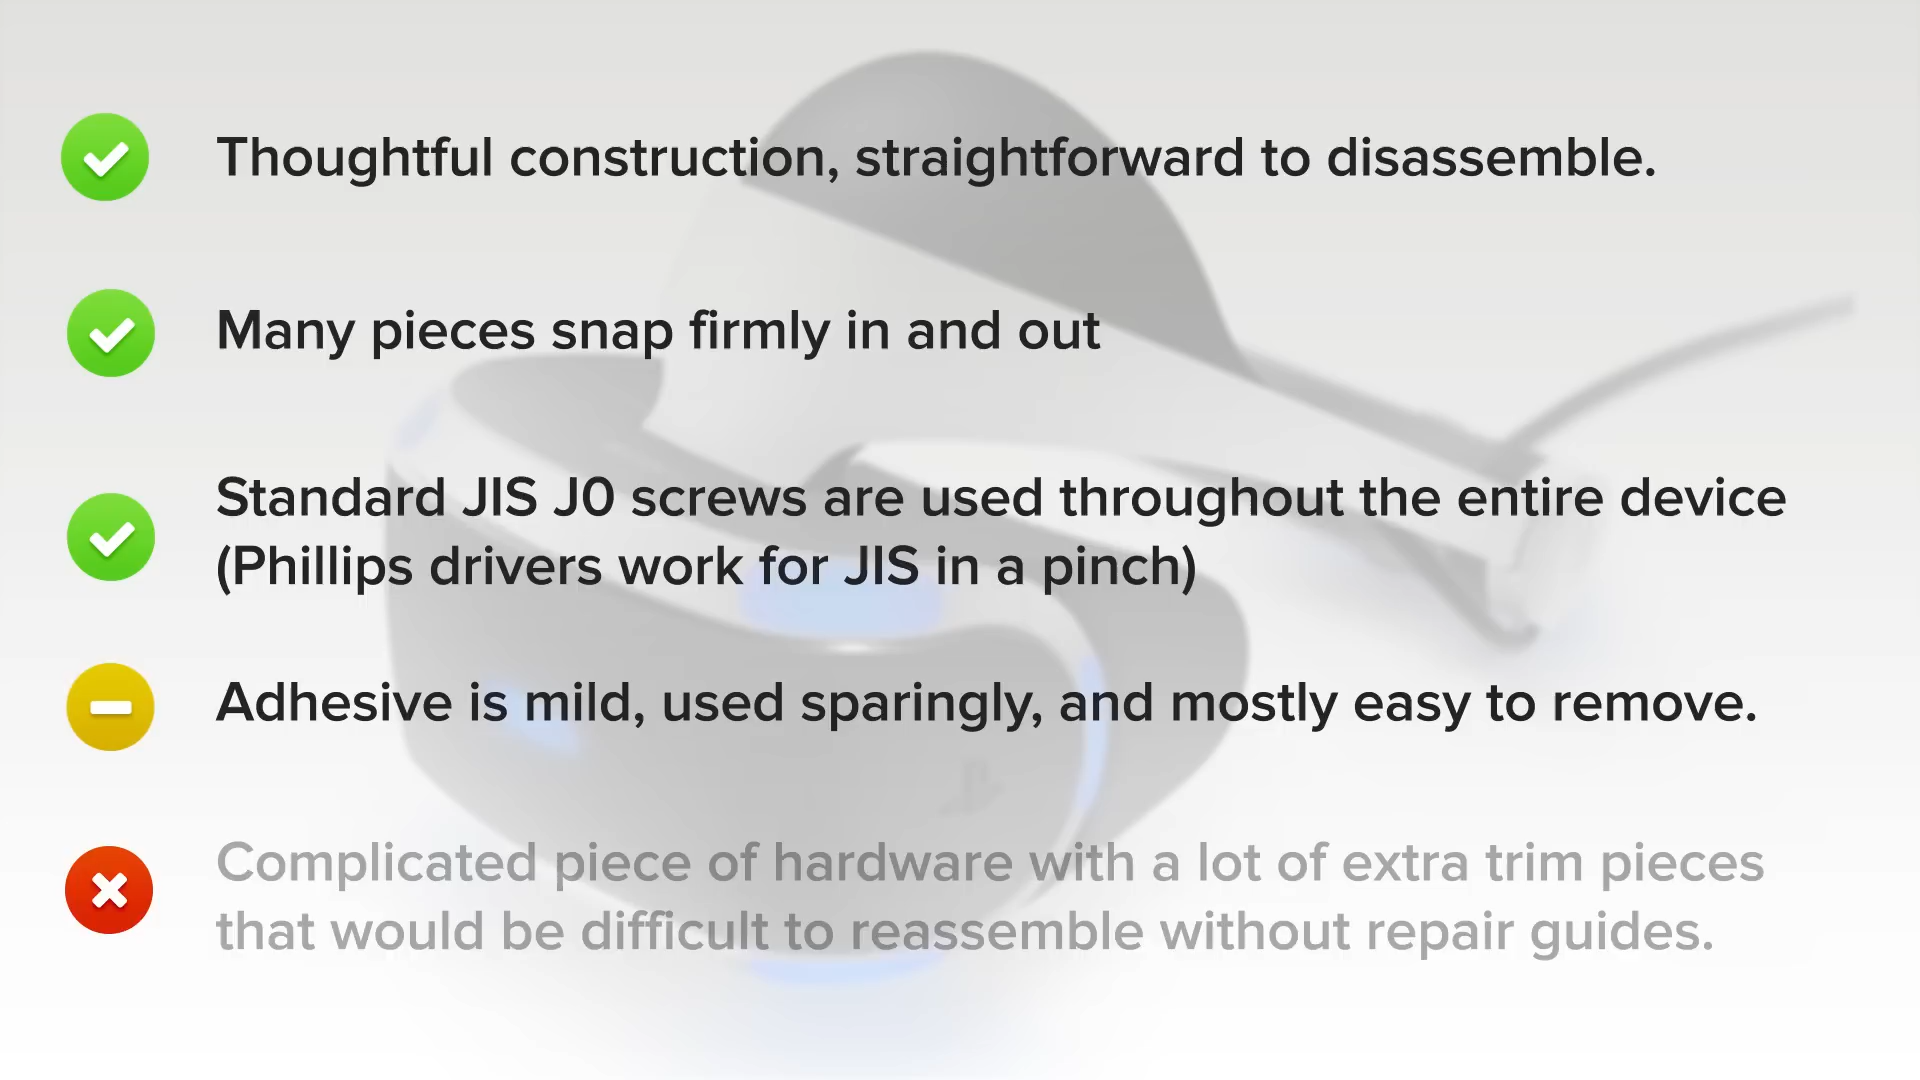 Thoughtful construction, straightforward to disassemble.
Many pieces snap firmly in and out
Standard JIS J0 screws are used throughout the entire device
(Phillips drivers work for JIS in a pinch)
Adhesive is mild, used sparingly, and mostly easy to remove.
Complicated piece of hardware with a lot of extra trim pieces
that would be difficult to reassemble without repair guides.